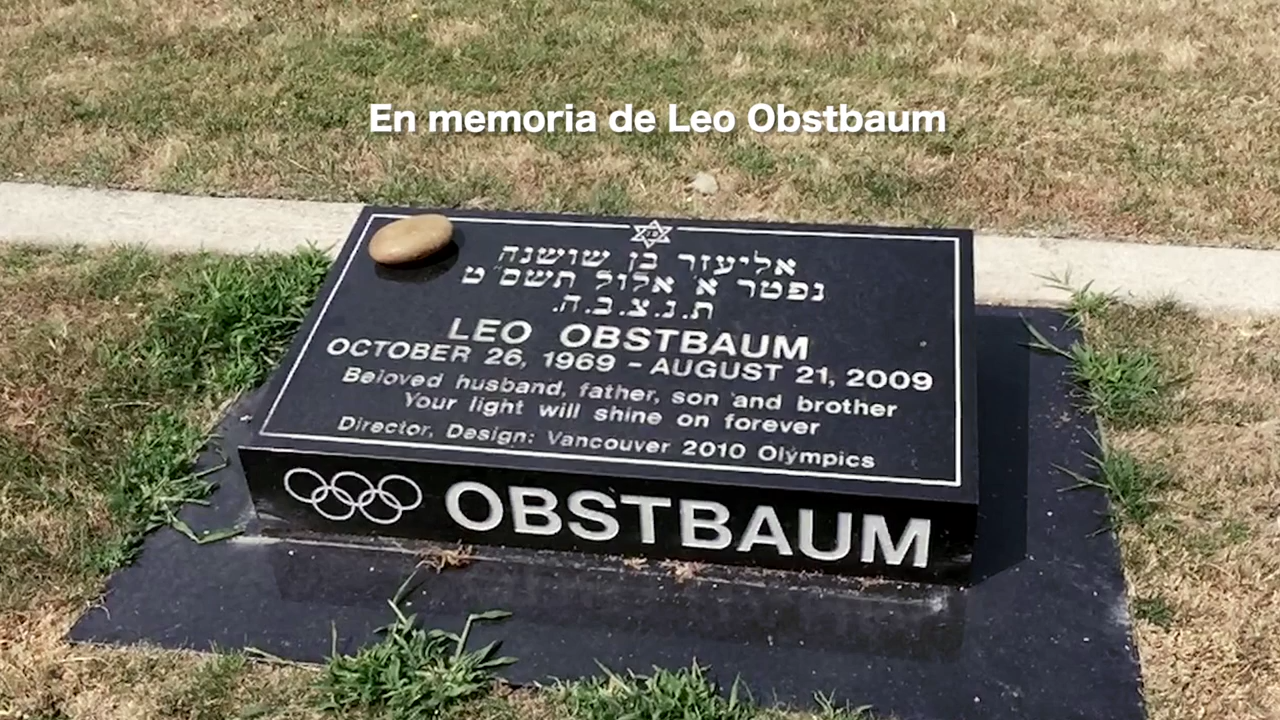 En memoria de Leo Obstbaum
אליעזר בן שושנה
נפטר א' אלול תשס"ט
ת.נ.צ.ב.ה.
LEO OBSTBAUM
OCTOBER 26, 1969 - AUGUST 21, 2009
Beloved husband, father, son and brother
Your light will shine on forever
Director, Design: Vancouver 2010 Olympics
OBSTBAUM